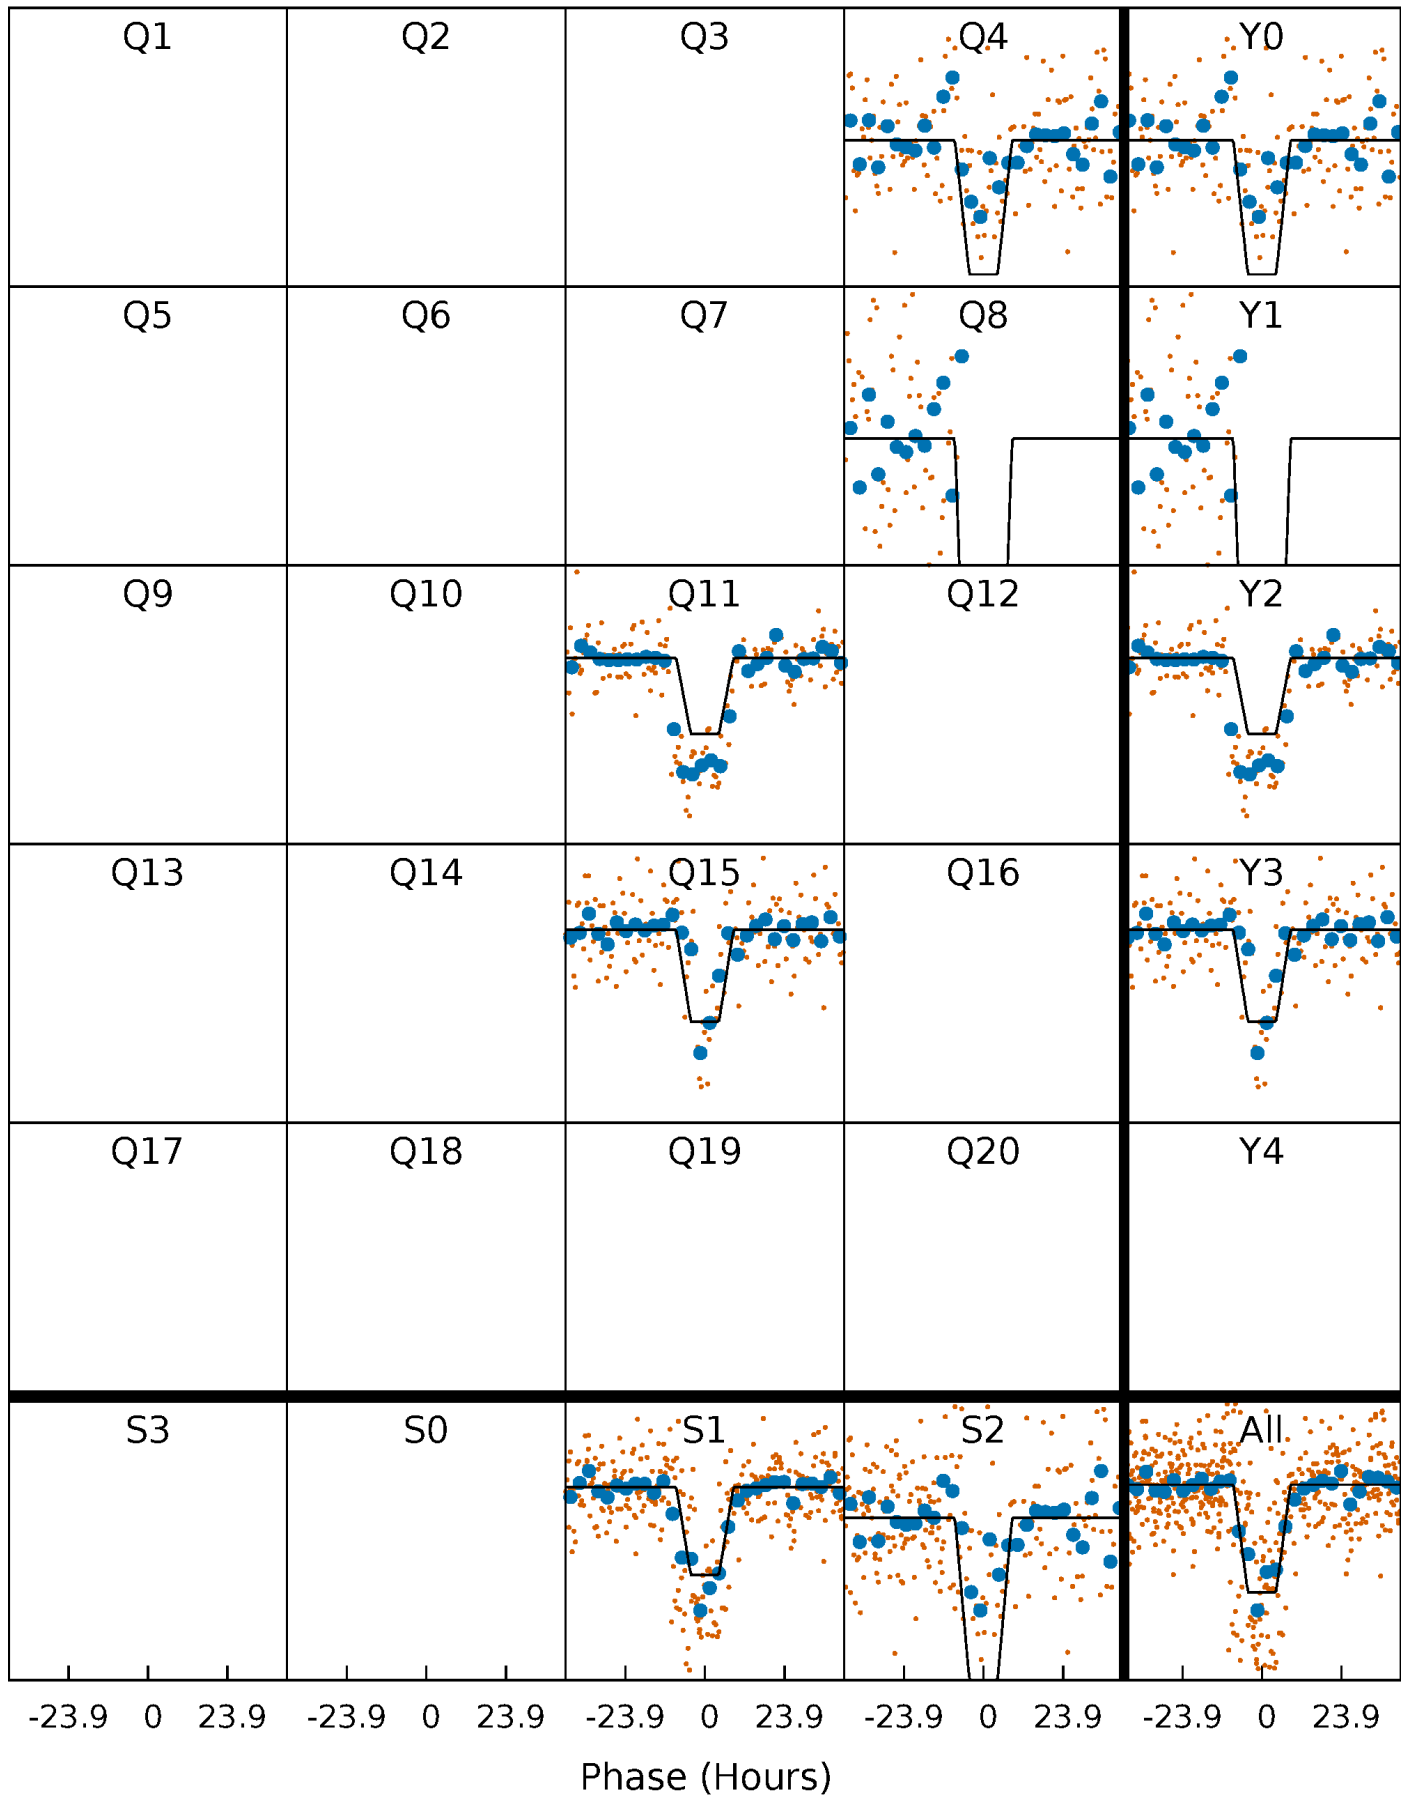 Q1 Q2 Q3 Q4 Y0
Q5 Q6 Q7 Q8 Y1
Q9 Q10 Q11 Q12 Y2
Q13 Q14 Q15 Q16 Y3
Q17 Q18 Q19 Q20 Y4
S3 S0 S1 S2 All
-23.9 0 23.9 -23.9 0 23.9 -23.9 0 23.9 -23.9 0 23.9 -23.9 0 23.9
Phase (Hours)